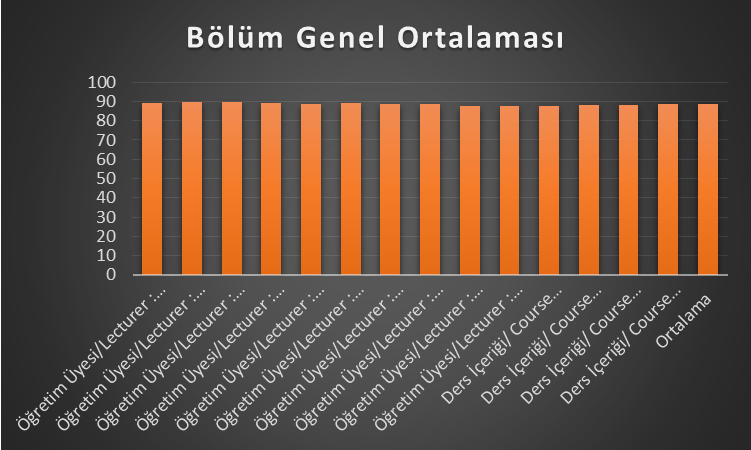 Bölüm Genel Ortalaması
100
90
80
70
60
50
40
30
20
10
0
Öğretim Üyesi/Lecturer :...
Öğretim Üyesi/Lecturer :...
Öğretim Üyesi/Lecturer :...
Öğretim Üyesi/Lecturer :...
Öğretim Üyesi/Lecturer :...
Öğretim Üyesi/Lecturer :...
Öğretim Üyesi/Lecturer :...
Öğretim Üyesi/Lecturer :...
Öğretim Üyesi/Lecturer :...
Öğretim Üyesi/Lecturer :...
Ders İçeriği/ Course...
Ders İçeriği/ Course...
Ders İçeriği/ Course...
Ders İçeriği/ Course...
Ortalama